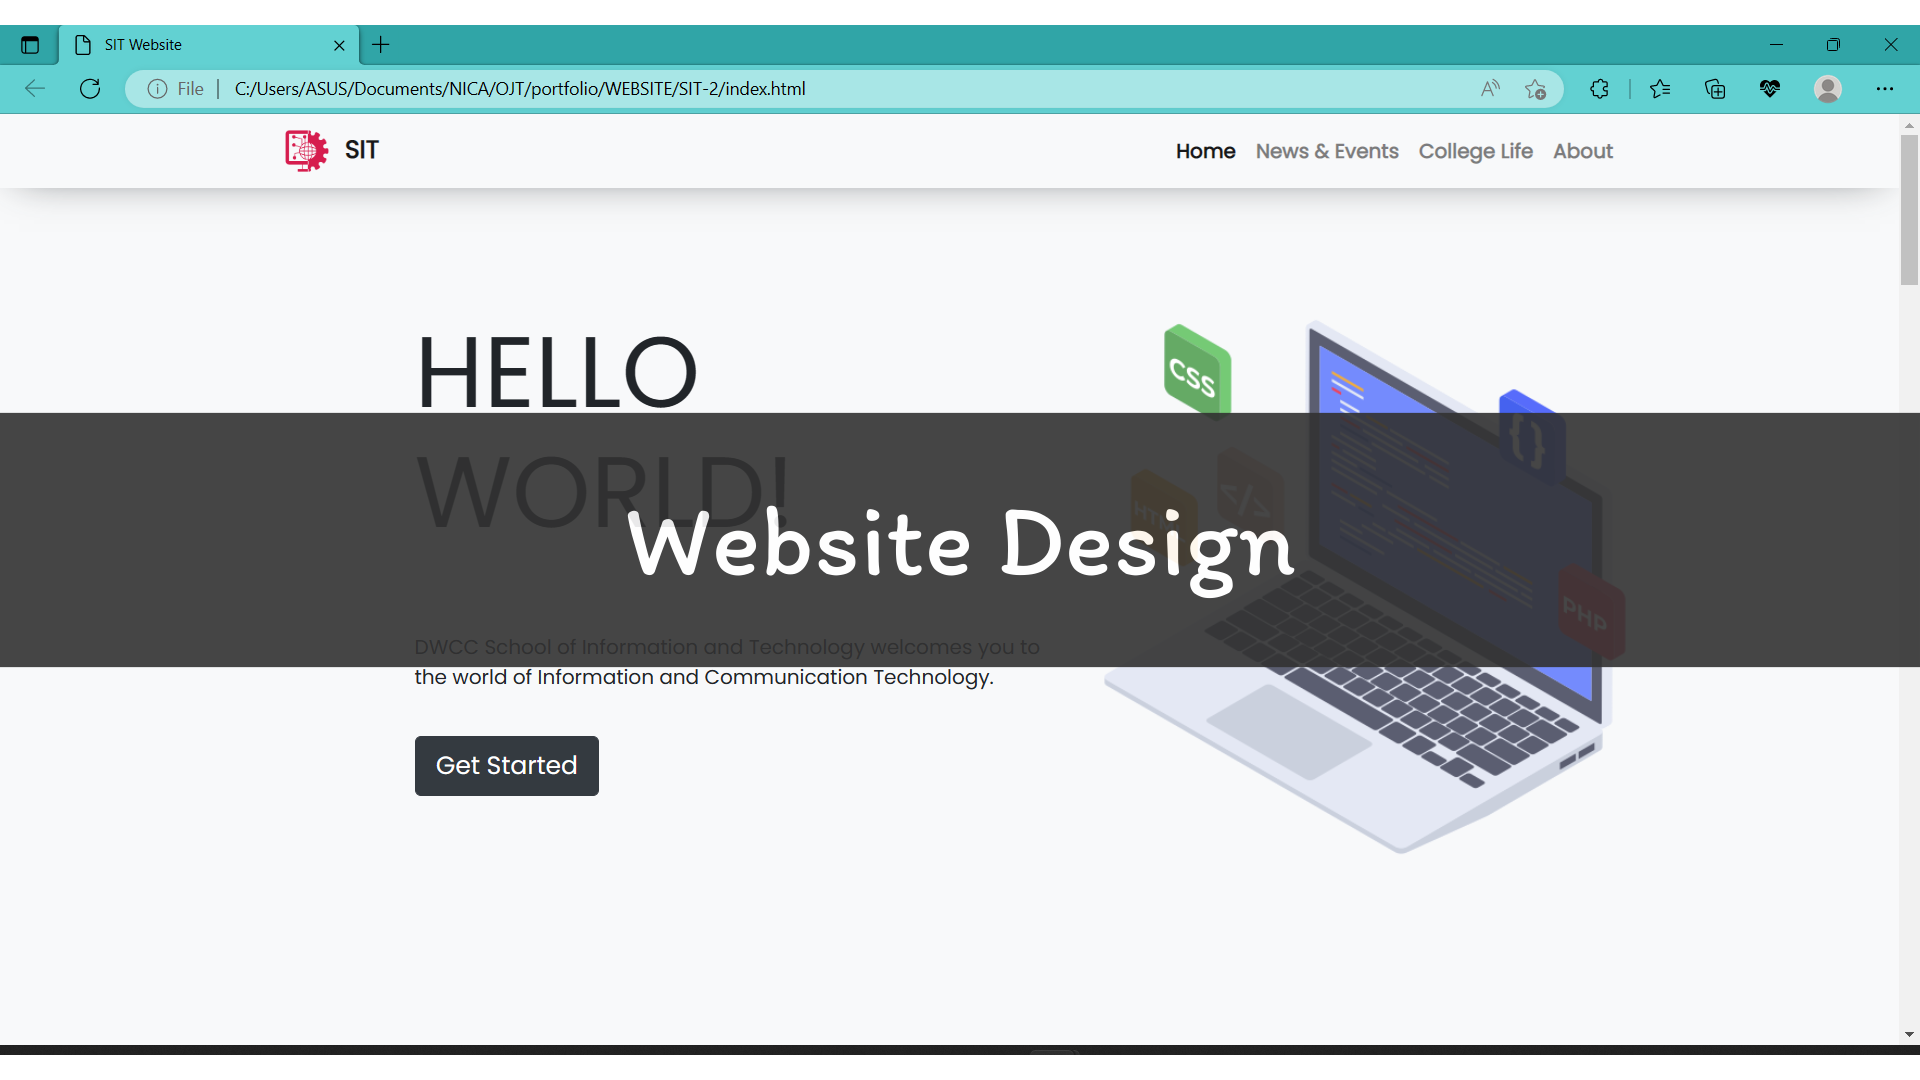 SIT Website
File
C:/Users/ASUS/Documents/NICA/OJT/portfolio/WEBSITE/SIT-2/index.html
SIT
Home News & Events College Life About
HELLO
WORLD!
CSS
{ }
</>
HTM
PHP
Website Design
DWCC School of Information and Technology welcomes you to
the world of Information and Communication Technology.
Get Started